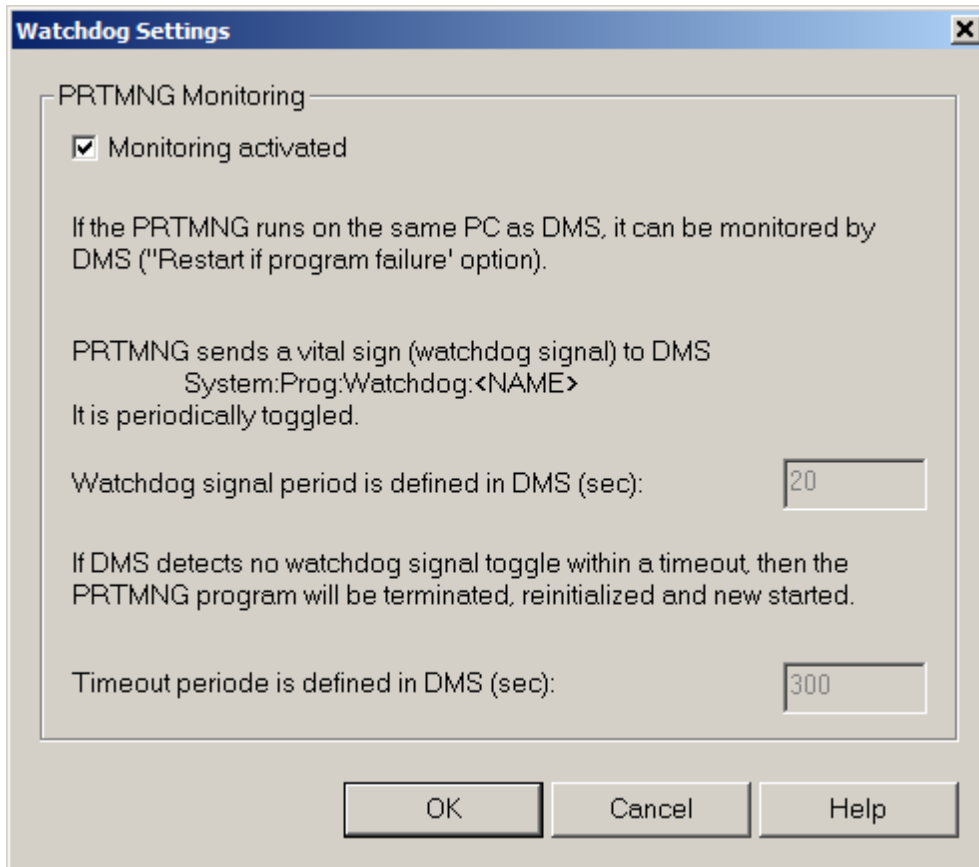 Watchdog Settings
PRTMNG Monitoring
Monitoring activated
If the PRTMNG runs on the same PC as DMS, it can be monitored by
DMS ("Restart if program failure' option).
PRTMNG sends a vital sign (watchdog signal) to DMS
System:Prog:Watchdog:<NAME>
It is periodically toggled.
Watchdog signal period is defined in DMS (sec): 20
If DMS detects no watchdog signal toggle within a timeout, then the
PRTMNG program will be terminated, reinitialized and new started.
Timeout periode is defined in DMS (sec): 300
OK Cancel Help